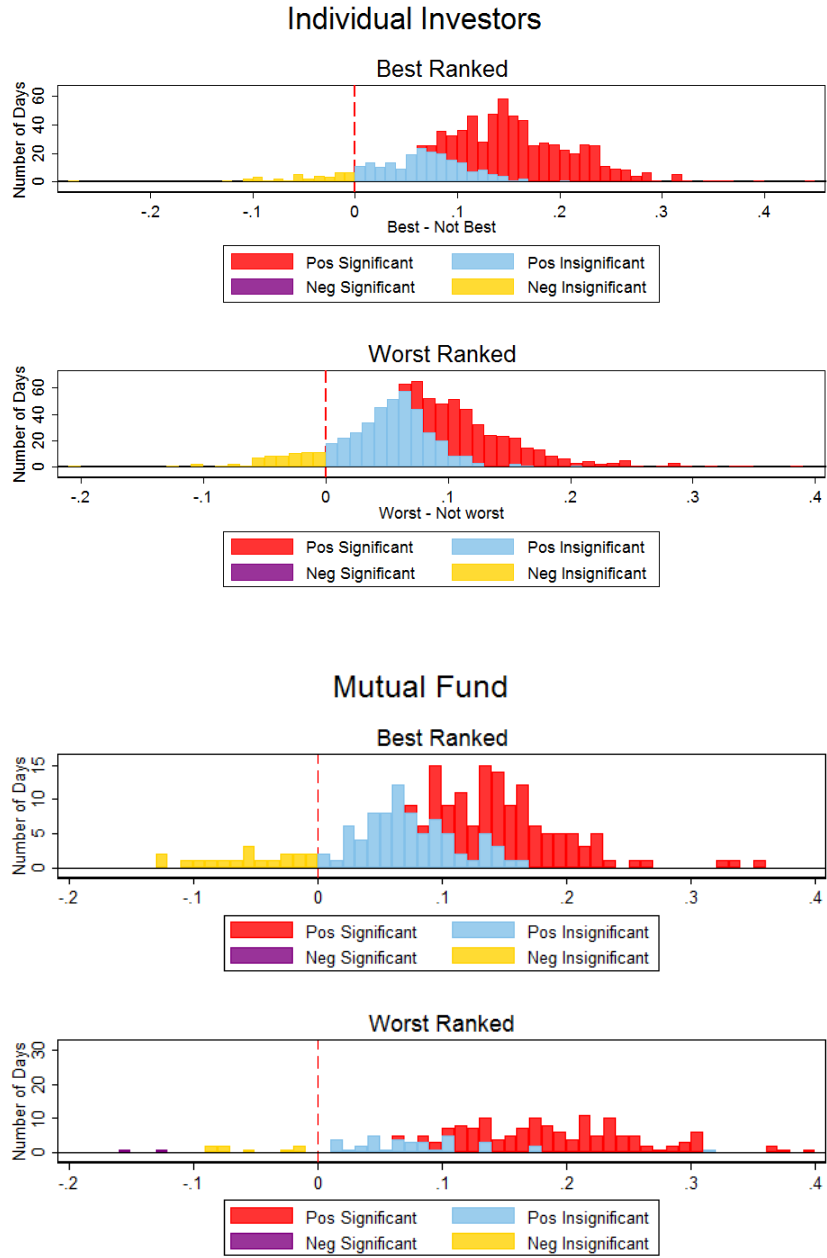 Individual Investors
Best Ranked
Number of Days
0 20 40 60
-.2 -.1 0 .1 .2 .3 .4
Best - Not Best
Pos Significant Pos Insignificant
Neg Significant Neg Insignificant
Worst Ranked
Number of Days
0 20 40 60
-.2 -.1 0 .1 .2 .3 .4
Worst - Not worst
Pos Significant Pos Insignificant
Neg Significant Neg Insignificant
Mutual Fund
Best Ranked
Number of Days
0 5 10 15
-.2 -.1 0 .1 .2 .3 .4
Pos Significant Pos Insignificant
Neg Significant Neg Insignificant
Worst Ranked
Number of Days
0 10 20 30
-.2 -.1 0 .1 .2 .3 .4
Pos Significant Pos Insignificant
Neg Significant Neg Insignificant